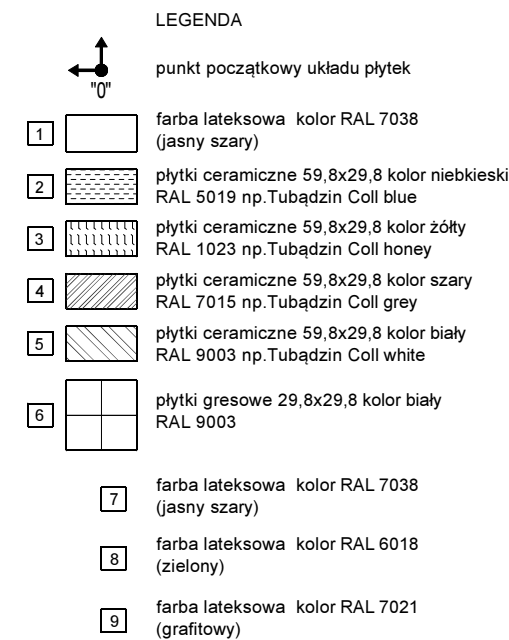 LEGENDA
"0"
punkt początkowy układu płytek
1
farba lateksowa kolor RAL 7038
(jasny szary)
2
płytki ceramiczne 59,8x29,8 kolor niebkieski
RAL 5019 np.Tubądzin Coll blue
3
płytki ceramiczne 59,8x29,8 kolor żółty
RAL 1023 np.Tubądzin Coll honey
4
płytki ceramiczne 59,8x29,8 kolor szary
RAL 7015 np.Tubądzin Coll grey
5
płytki ceramiczne 59,8x29,8 kolor biały
RAL 9003 np.Tubądzin Coll white
6
płytki gresowe 29,8x29,8 kolor biały
RAL 9003
7
farba lateksowa kolor RAL 7038
(jasny szary)
8
farba lateksowa kolor RAL 6018
(zielony)
9
farba lateksowa kolor RAL 7021
(grafitowy)